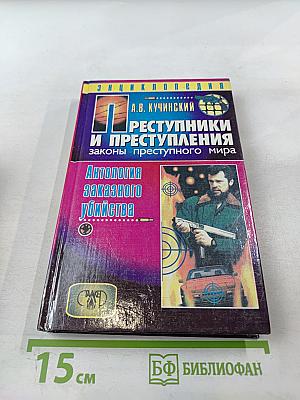 ЭНЦИКЛОПЕДИЯ
А.В. КУЧИНСКИЙ
ПРЕСТУПНИКИ
И ПРЕСТУПЛЕНИЯ
законы преступного мира
Антология
заказного
убийства
15 см
БФ БИБЛИОФАН